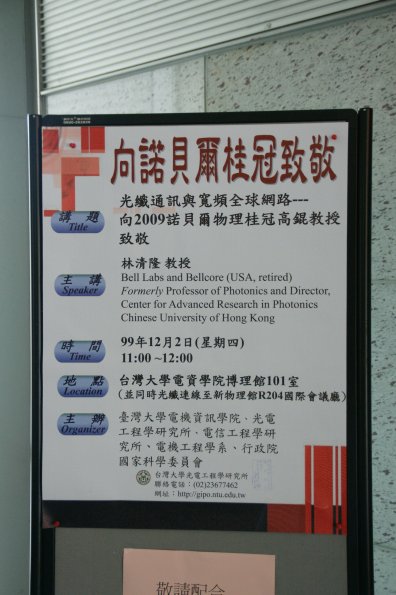 向諾貝爾桂冠致敬
講題
Title
光纖通訊與寬頻全球網路---
向2009諾貝爾物理桂冠高錕教授
致敬
主講
Speaker
林清隆 教授
Bell Labs and Bellcore (USA, retired)
Formerly Professor of Photonics and Director,
Center for Advanced Research in Photonics
Chinese University of Hong Kong
時間
Time
99年12月2日(星期四)
11:00 ~12:00
地點
Location
台灣大學電資學院博理館101室
(並同時光纖連線至新物理館R204國際會議廳)
主辦
Organizer
臺灣大學電機資訊學院、光電
工程學研究所、電信工程學研
究所、電機工程學系、行政院
國家科學委員會
台灣大學光電工程學研究所
聯絡電話：(02)23677462
網址：http://gipo.ntu.edu.tw
敬請配合